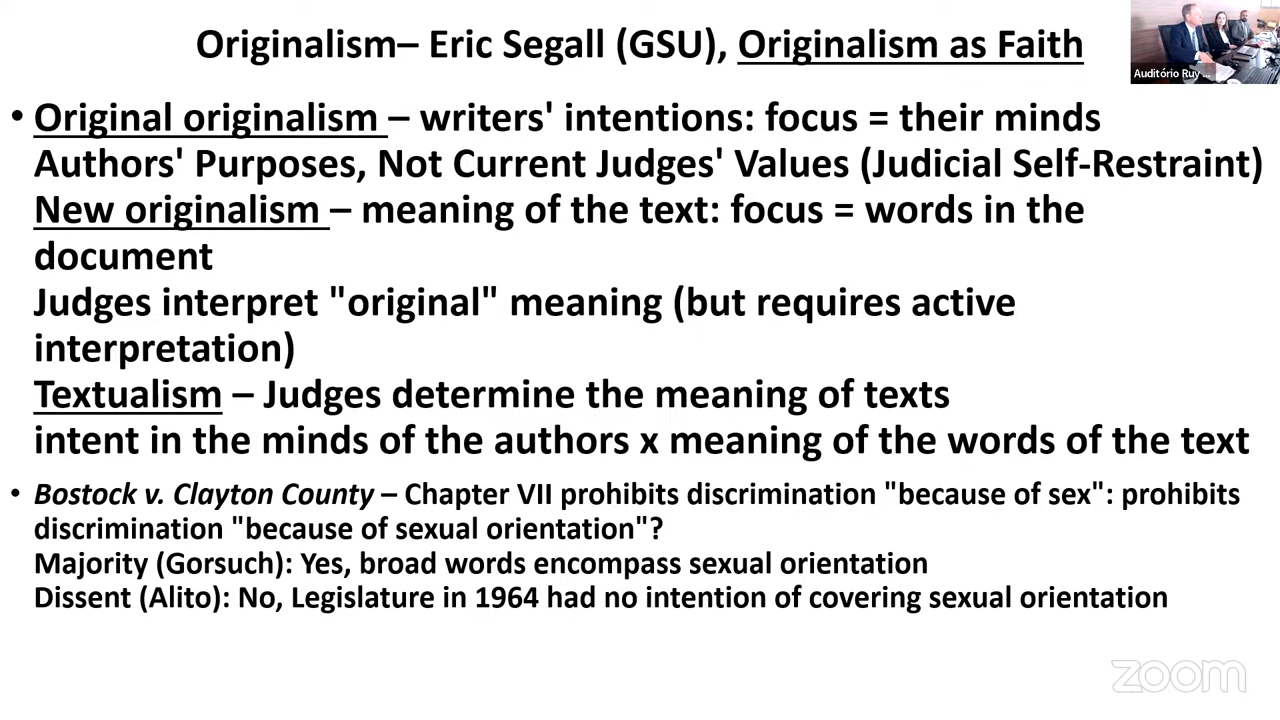 Originalism– Eric Segall (GSU), Originalism as Faith
Auditório Ruy ...
• Original originalism – writers' intentions: focus = their minds
Authors' Purposes, Not Current Judges' Values (Judicial Self-Restraint)
New originalism – meaning of the text: focus = words in the
document
Judges interpret "original" meaning (but requires active
interpretation)
Textualism – Judges determine the meaning of texts
intent in the minds of the authors x meaning of the words of the text
• Bostock v. Clayton County – Chapter VII prohibits discrimination "because of sex": prohibits
discrimination "because of sexual orientation"?
Majority (Gorsuch): Yes, broad words encompass sexual orientation
Dissent (Alito): No, Legislature in 1964 had no intention of covering sexual orientation
zoom